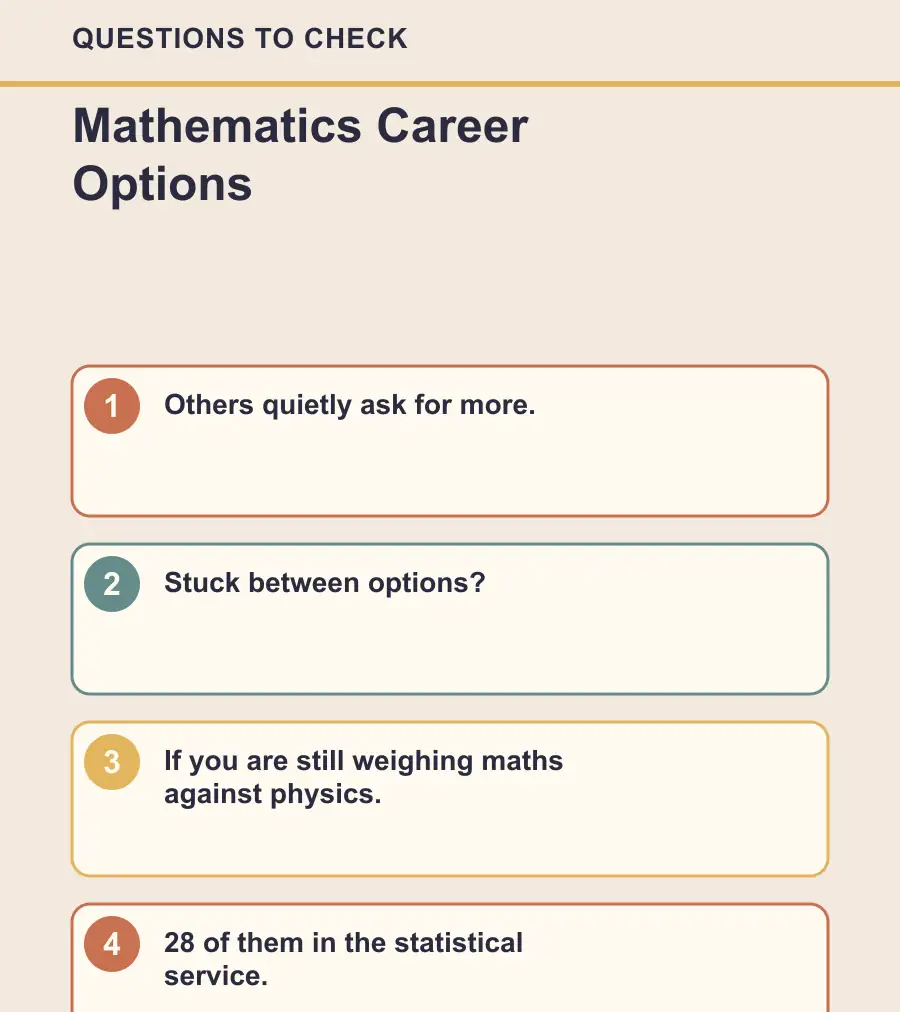 QUESTIONS TO CHECK
Mathematics Career
Options
1
Others quietly ask for more.
2
Stuck between options?
3
If you are still weighing maths
against physics.
4
28 of them in the statistical
service.